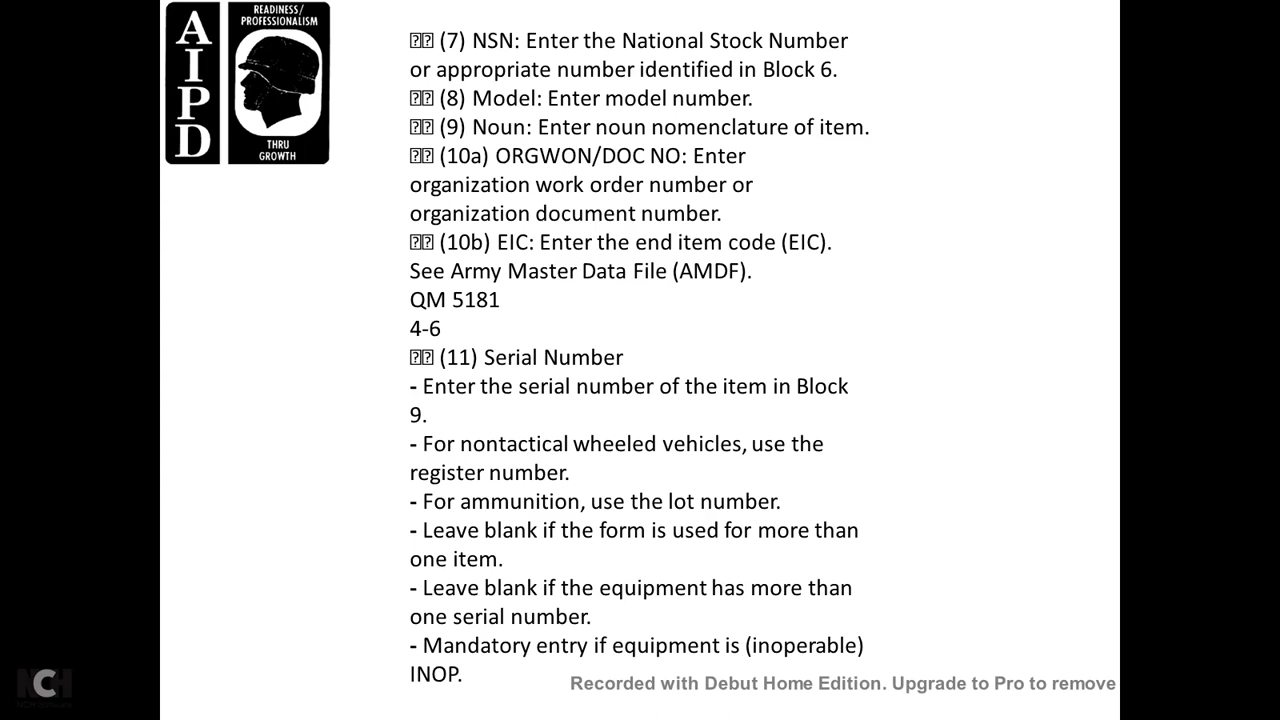 READINESS/
PROFESSIONALISM
AIPD
THRU
GROWTH
⍰⍰ (7) NSN: Enter the National Stock Number
or appropriate number identified in Block 6.
⍰⍰ (8) Model: Enter model number.
⍰⍰ (9) Noun: Enter noun nomenclature of item.
⍰⍰ (10a) ORGWON/DOC NO: Enter
organization work order number or
organization document number.
⍰⍰ (10b) EIC: Enter the end item code (EIC).
See Army Master Data File (AMDF).
QM 5181
4-6
⍰⍰ (11) Serial Number
- Enter the serial number of the item in Block
9.
- For nontactical wheeled vehicles, use the
register number.
- For ammunition, use the lot number.
- Leave blank if the form is used for more than
one item.
- Leave blank if the equipment has more than
one serial number.
- Mandatory entry if equipment is (inoperable)
INOP.
NCH
Recorded with Debut Home Edition. Upgrade to Pro to remove